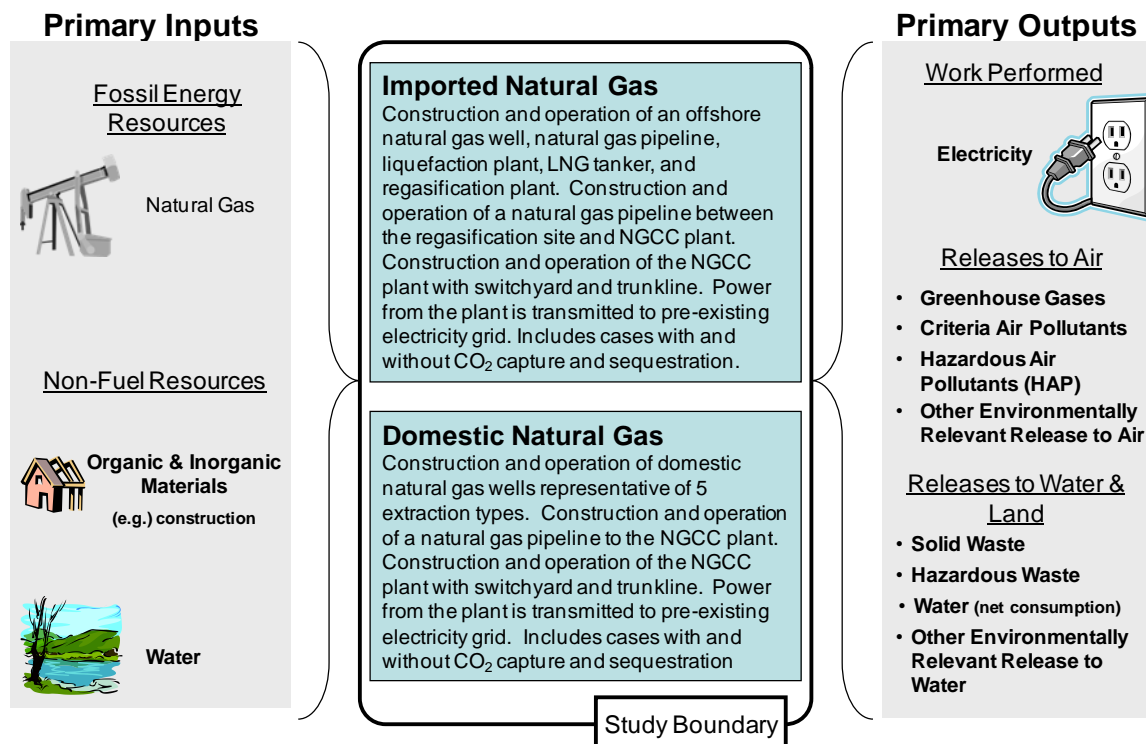 Primary Inputs
Fossil Energy
Resources
Natural Gas
Non-Fuel Resources
Organic & Inorganic
Materials
(e.g.) construction
Water
Imported Natural Gas
Construction and operation of an offshore
natural gas well, natural gas pipeline,
liquefaction plant, LNG tanker, and
regasification plant. Construction and
operation of a natural gas pipeline between
the regasification site and NGCC plant.
Construction and operation of the NGCC
plant with switchyard and trunkline. Power
from the plant is transmitted to pre-existing
electricity grid. Includes cases with and
without CO₂ capture and sequestration.
Domestic Natural Gas
Construction and operation of domestic
natural gas wells representative of 5
extraction types. Construction and operation
of a natural gas pipeline to the NGCC plant.
Construction and operation of the NGCC
plant with switchyard and trunkline. Power
from the plant is transmitted to pre-existing
electricity grid. Includes cases with and
without CO₂ capture and sequestration
Study Boundary
Primary Outputs
Work Performed
Electricity
Releases to Air
• Greenhouse Gases
• Criteria Air Pollutants
• Hazardous Air
Pollutants (HAP)
• Other Environmentally
Relevant Release to Air
Releases to Water &
Land
• Solid Waste
• Hazardous Waste
• Water (net consumption)
• Other Environmentally
Relevant Release to
Water